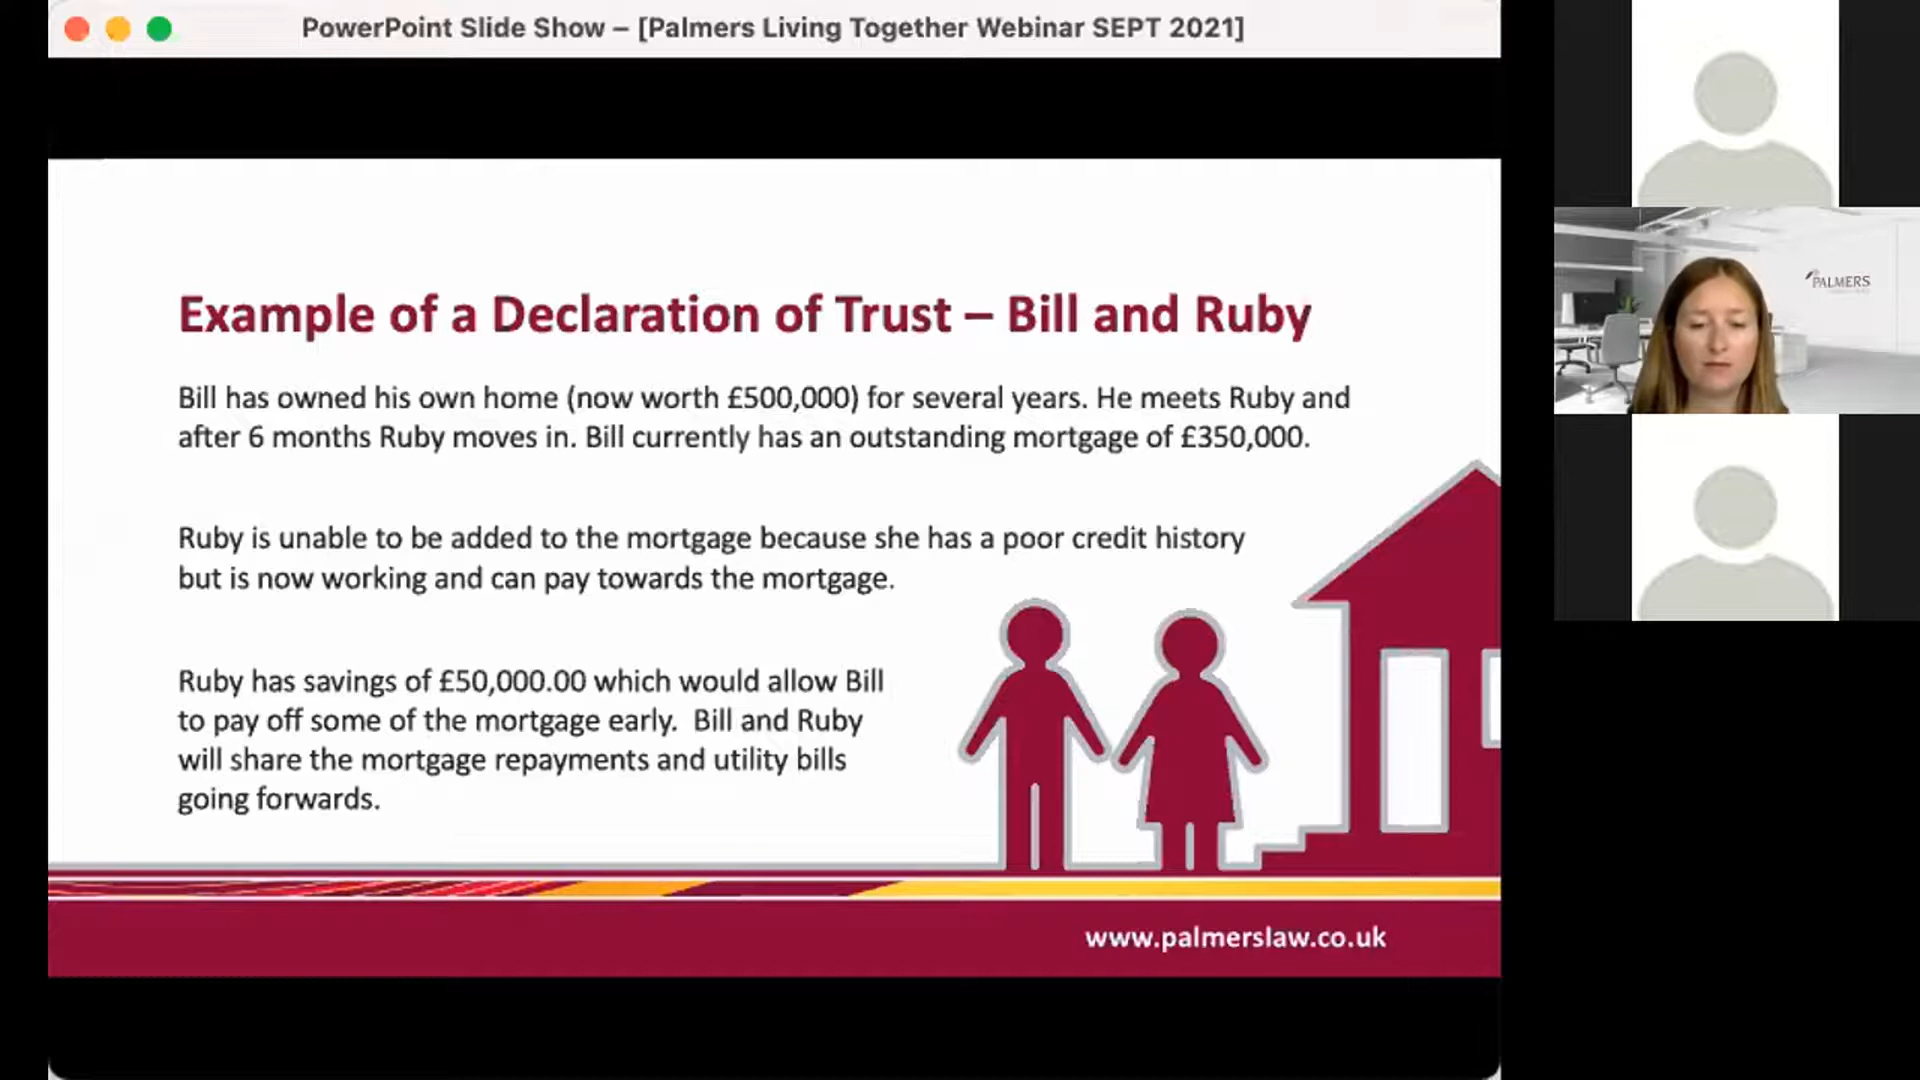 PowerPoint Slide Show – [Palmers Living Together Webinar SEPT 2021]
PALMERS
Example of a Declaration of Trust – Bill and Ruby
Bill has owned his own home (now worth £500,000) for several years. He meets Ruby and
after 6 months Ruby moves in. Bill currently has an outstanding mortgage of £350,000.
Ruby is unable to be added to the mortgage because she has a poor credit history
but is now working and can pay towards the mortgage.
Ruby has savings of £50,000.00 which would allow Bill
to pay off some of the mortgage early.  Bill and Ruby
will share the mortgage repayments and utility bills
going forwards.
www.palmerslaw.co.uk